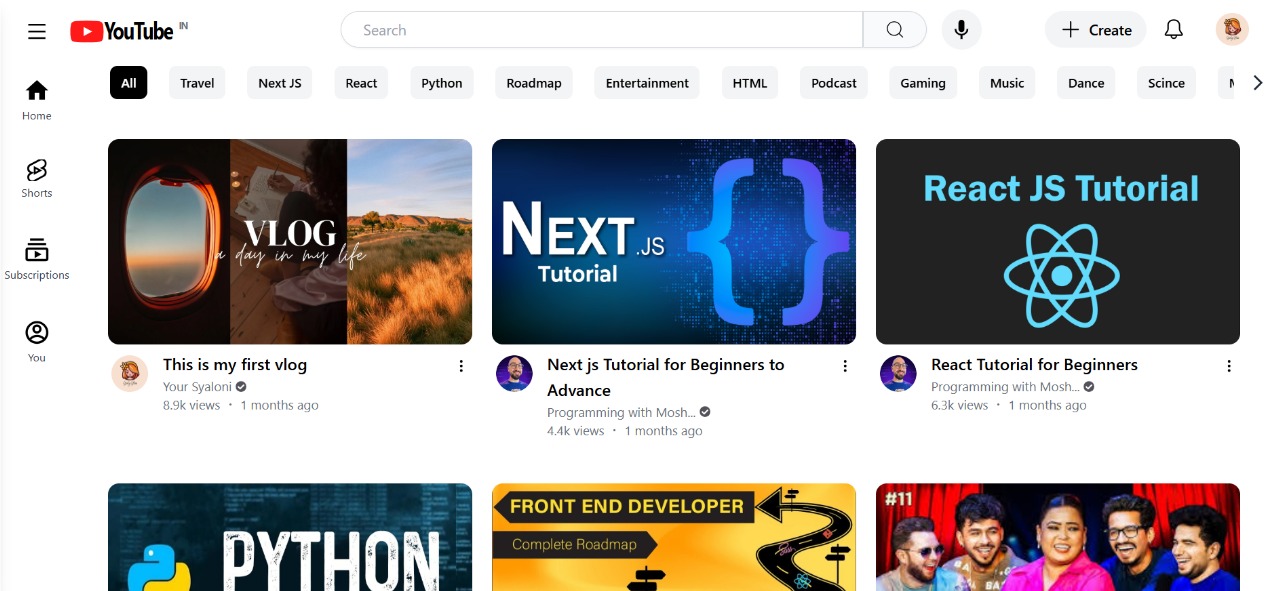 YouTube IN
Search
Create
All Travel Next JS React Python Roadmap Entertainment HTML Podcast Gaming Music Dance Scince
Home
Shorts
Subscriptions
You
VLOG
a day in my life
NEXT.JS
Tutorial
React JS Tutorial
This is my first vlog
Your Syaloni
8.9k views • 1 months ago
Next js Tutorial for Beginners to
Advance
Programming with Mosh...
4.4k views • 1 months ago
React Tutorial for Beginners
Programming with Mosh...
6.3k views • 1 months ago
PYTHON
FRONT END DEVELOPER
Complete Roadmap
#11